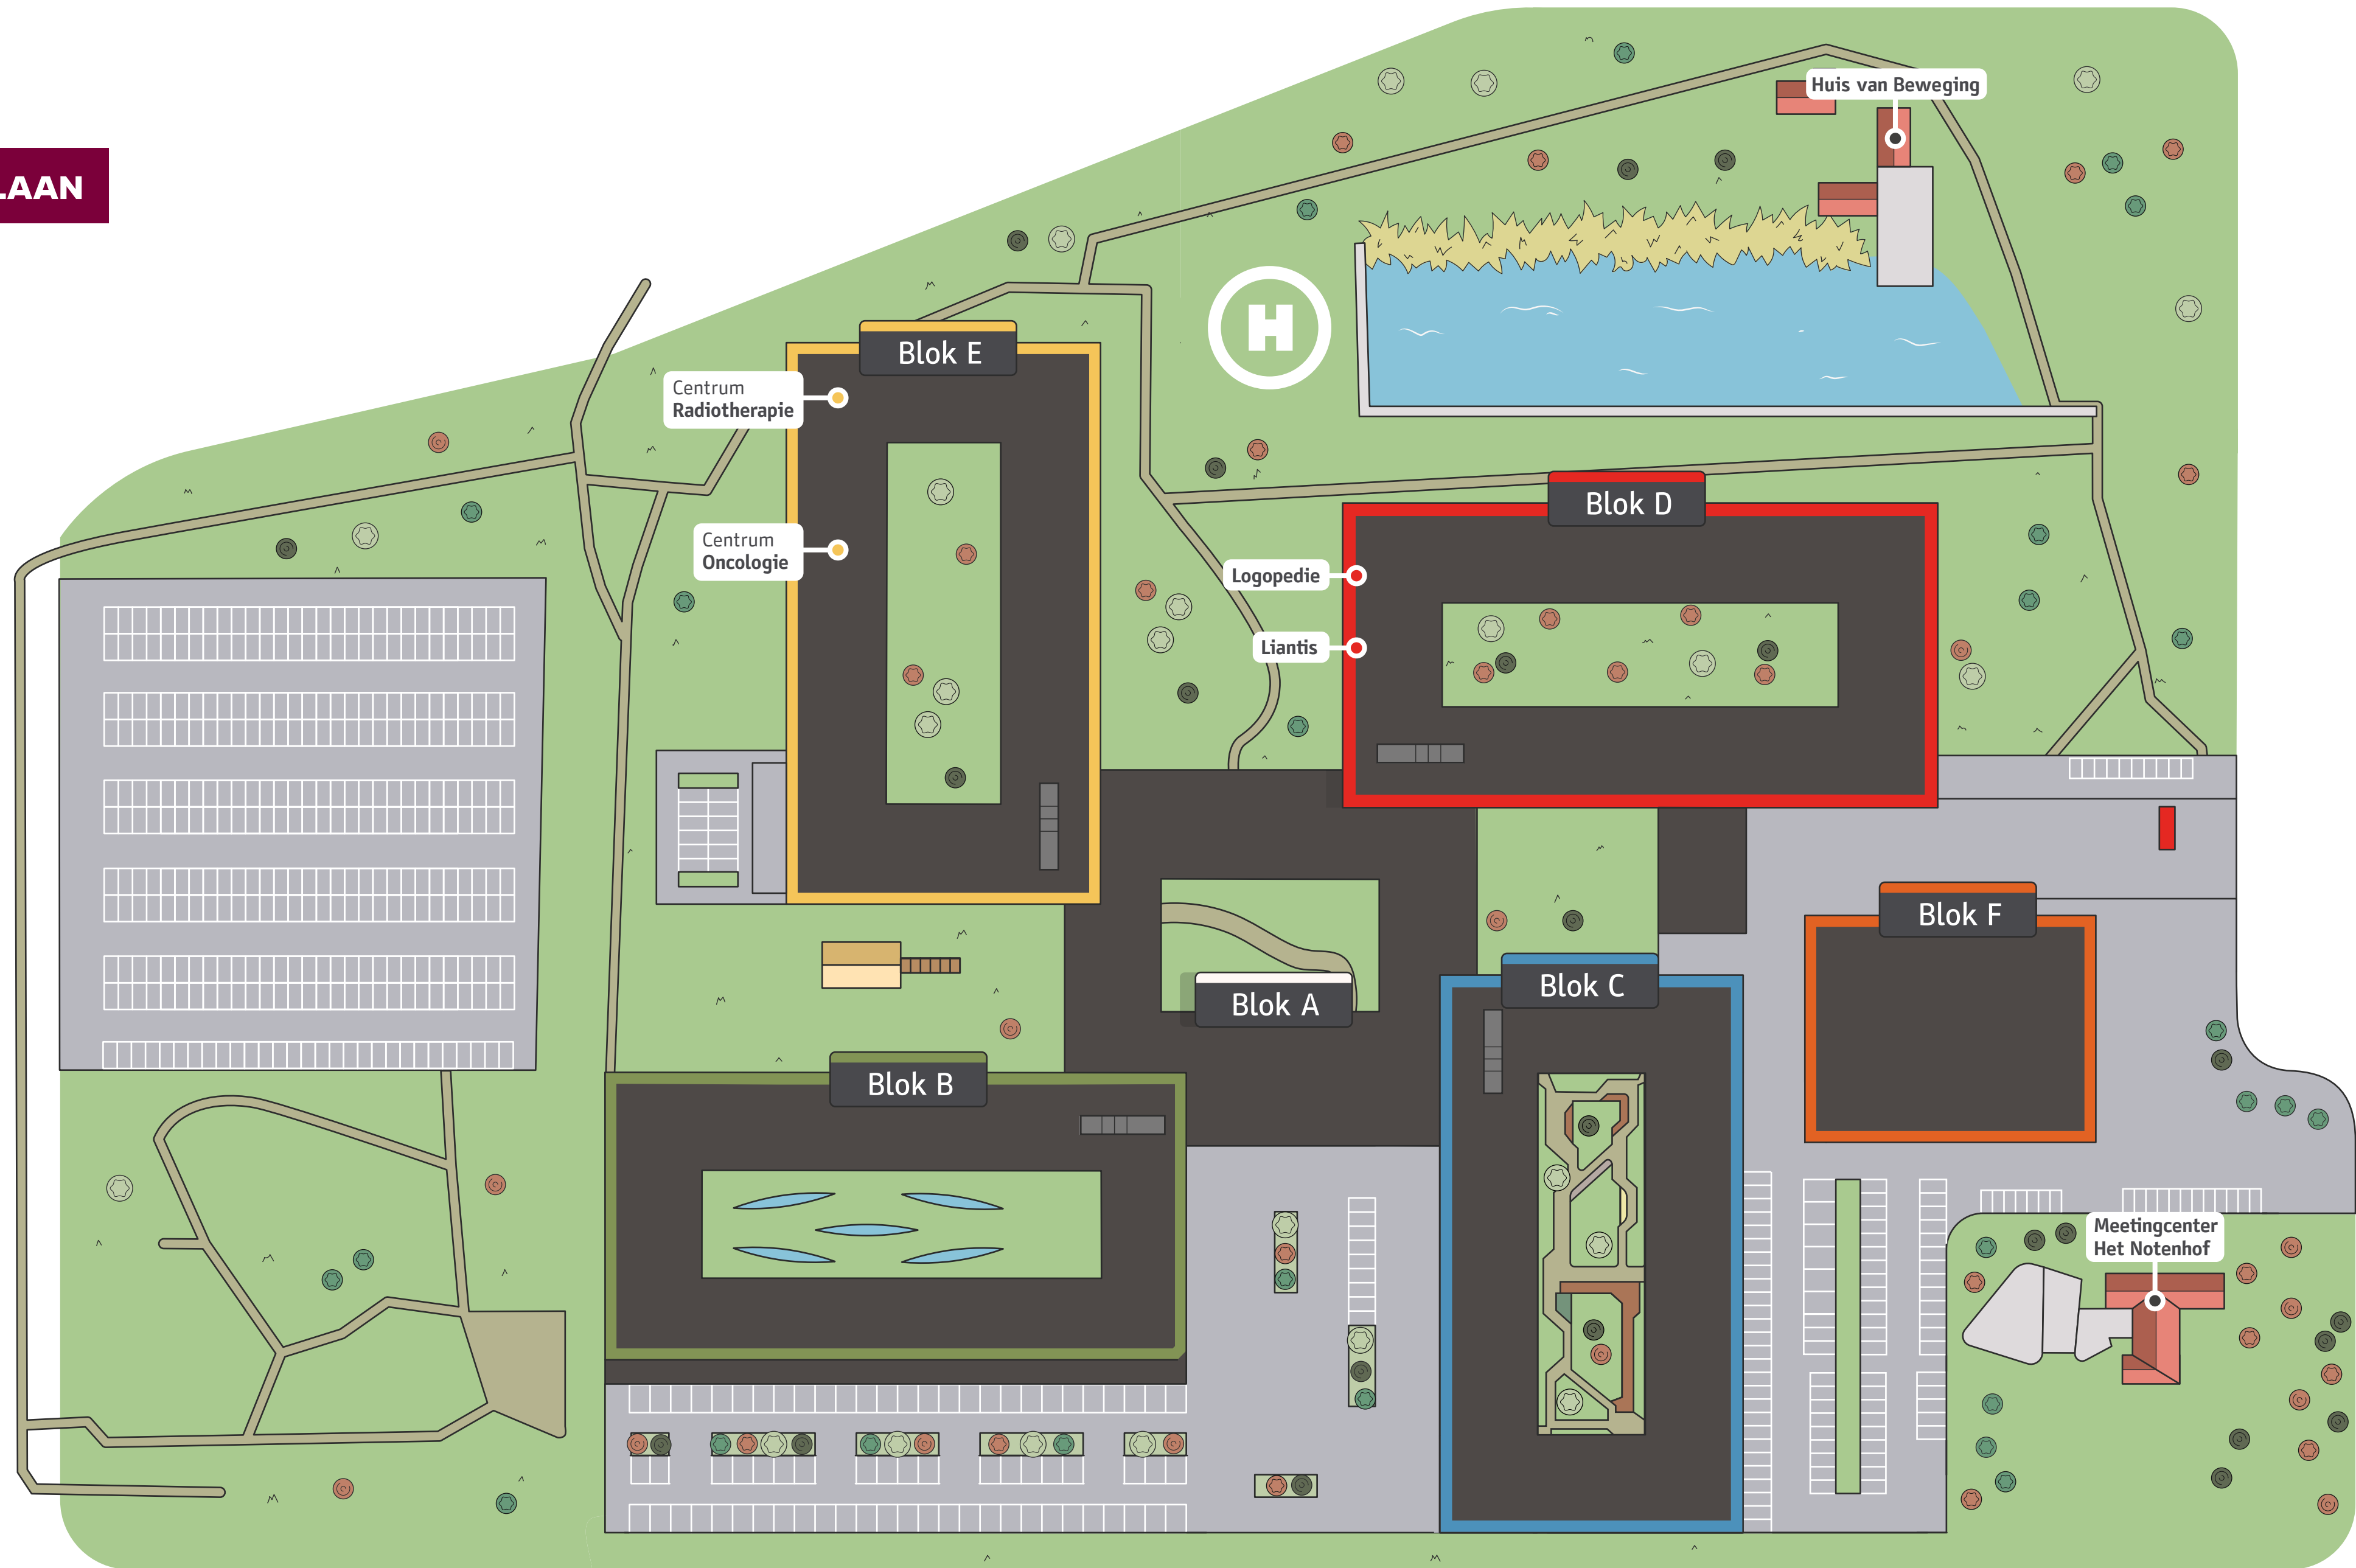 Huis van Beweging
LAAN
H
Blok E
Centrum
Radiotherapie
Blok D
Centrum
Oncologie
Logopedie
Liantis
Blok F
Blok C
Blok A
Blok B
Meetingcenter
Het Notenhof